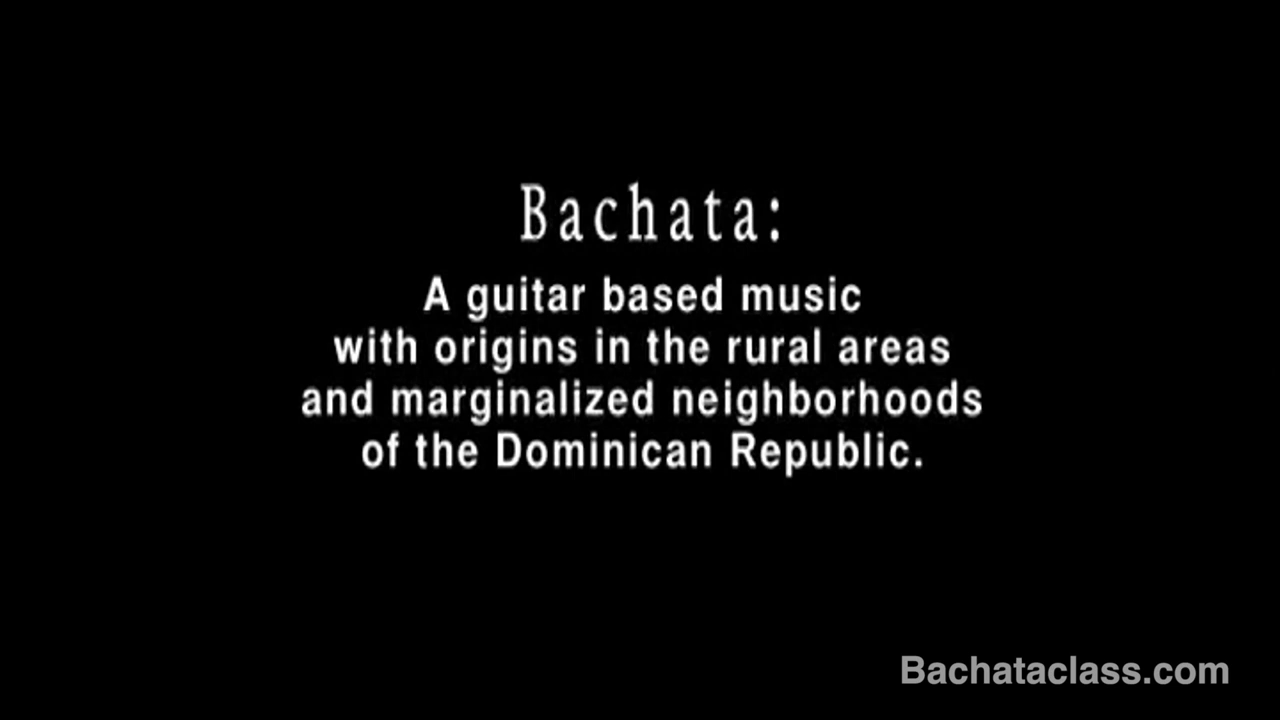 Bachata:
A guitar based music
with origins in the rural areas
and marginalized neighborhoods
of the Dominican Republic.
Bachataclass.com